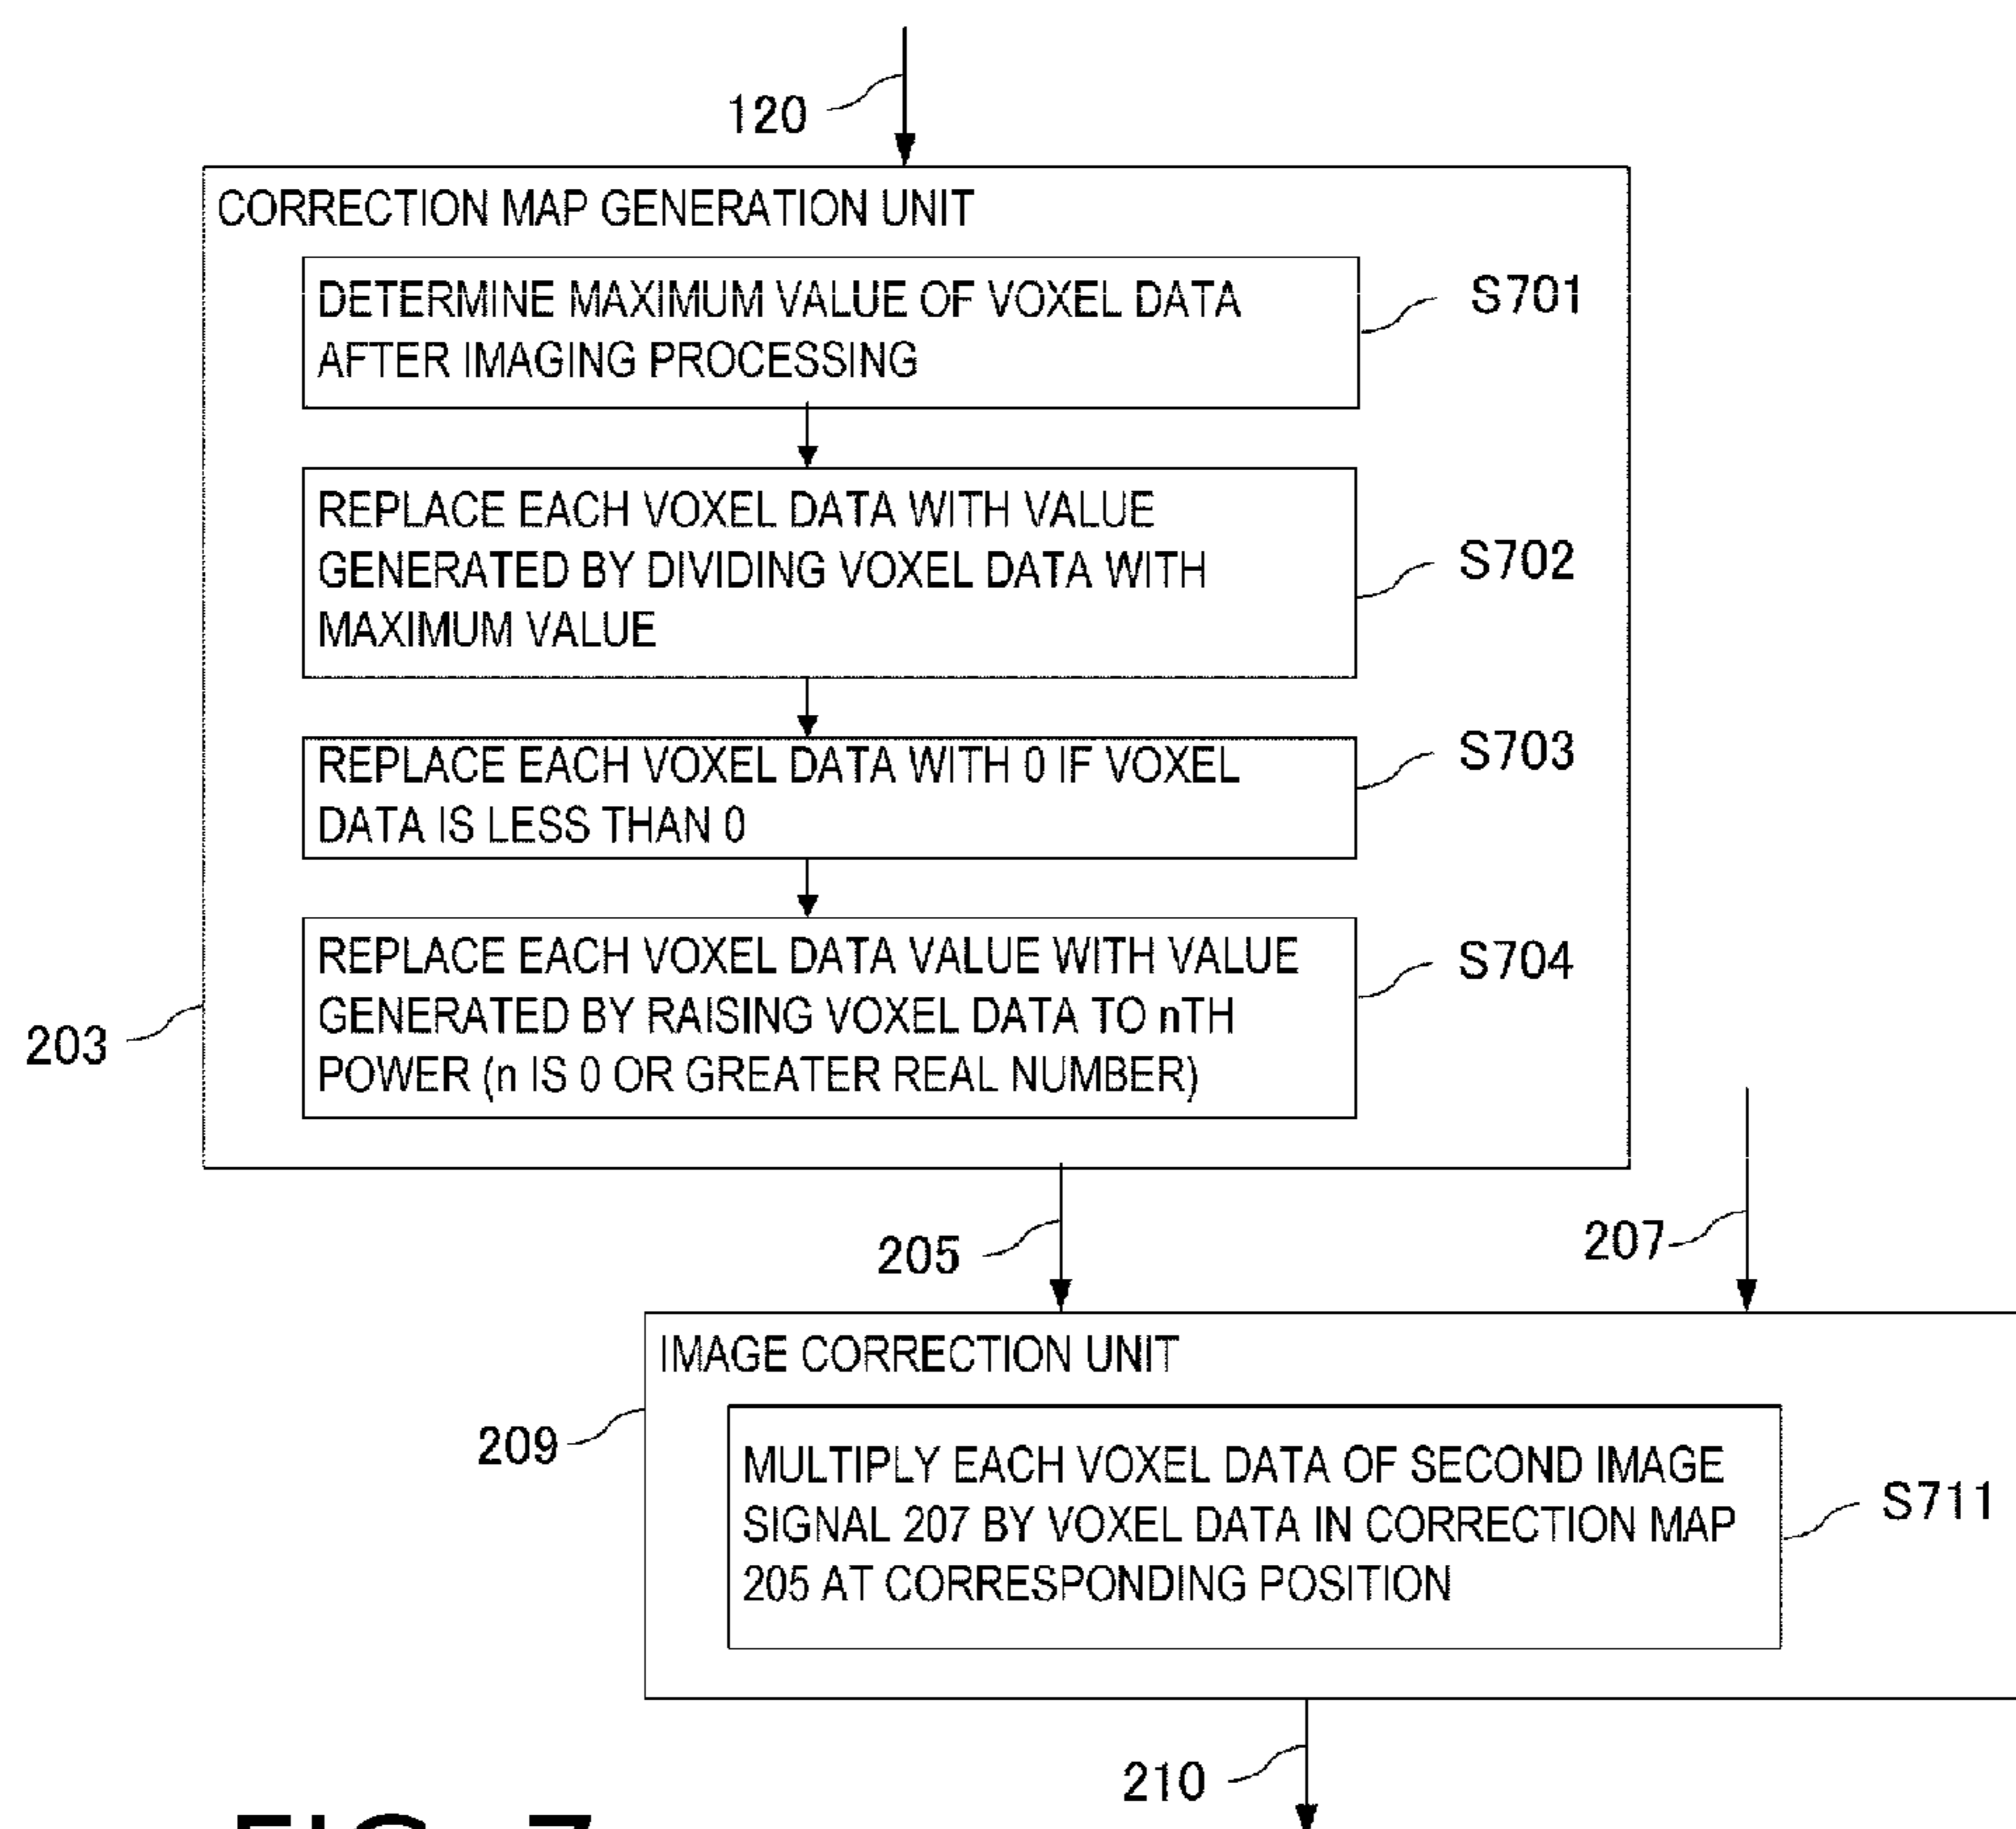 120
CORRECTION MAP GENERATION UNIT
DETERMINE MAXIMUM VALUE OF VOXEL DATA
AFTER IMAGING PROCESSING
S701
REPLACE EACH VOXEL DATA WITH VALUE
GENERATED BY DIVIDING VOXEL DATA WITH
MAXIMUM VALUE
S702
REPLACE EACH VOXEL DATA WITH 0 IF VOXEL
DATA IS LESS THAN 0
S703
REPLACE EACH VOXEL DATA VALUE WITH VALUE
GENERATED BY RAISING VOXEL DATA TO nTH
POWER (n IS 0 OR GREATER REAL NUMBER)
S704
203
205
207
IMAGE CORRECTION UNIT
209
MULTIPLY EACH VOXEL DATA OF SECOND IMAGE
SIGNAL 207 BY VOXEL DATA IN CORRECTION MAP
205 AT CORRESPONDING POSITION
S711
210